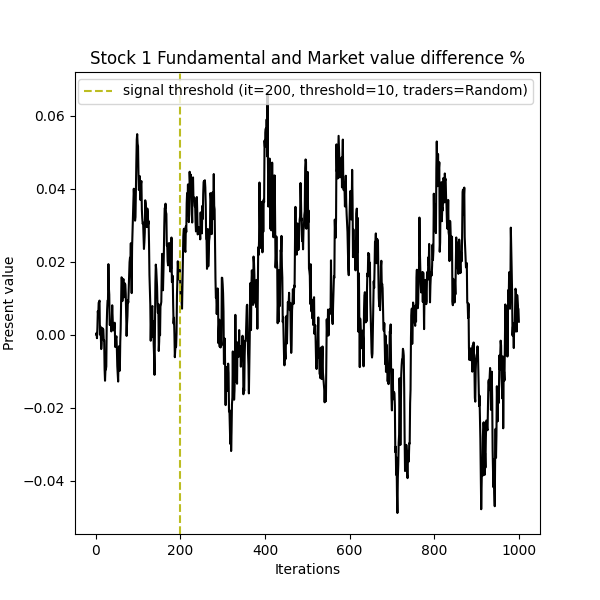 Stock 1 Fundamental and Market value difference %
signal threshold (it=200, threshold=10, traders=Random)
0.06
0.04
0.02
0.00
−0.02
−0.04
Present value
0 200 400 600 800 1000
Iterations